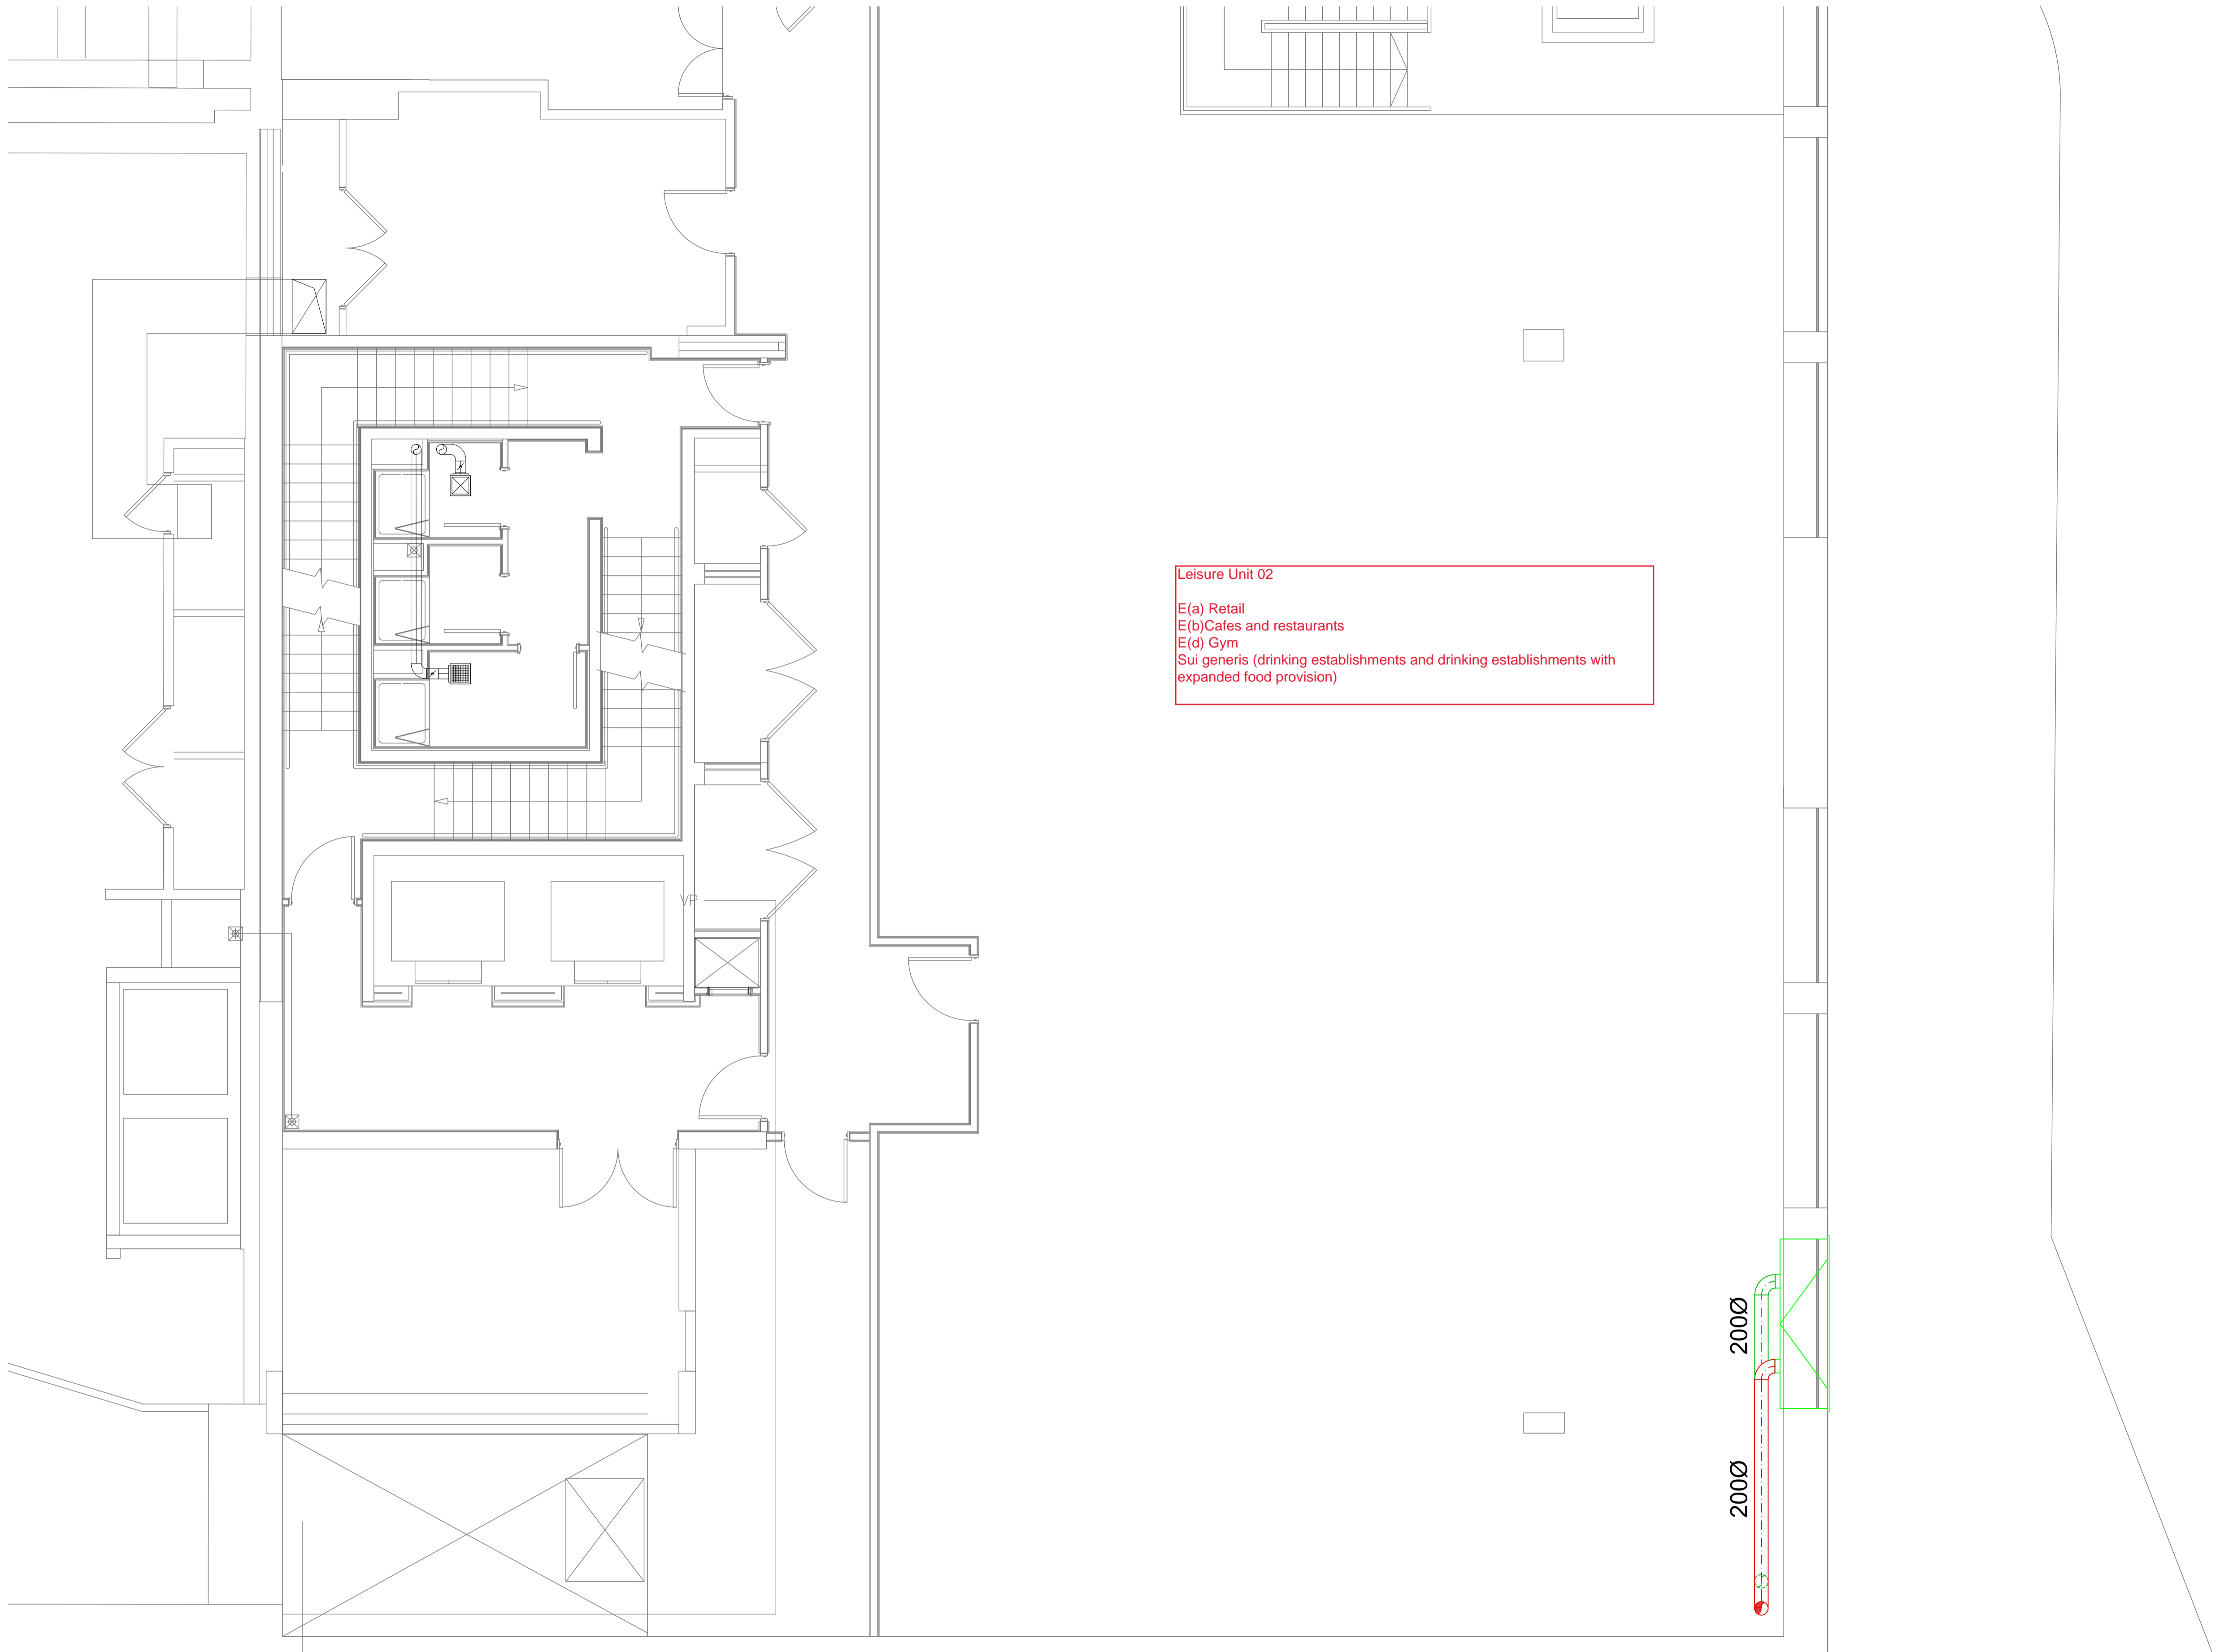 Leisure Unit 02
E(a) Retail
E(b)Cafes and restaurants
E(d) Gym
Sui generis (drinking establishments and drinking establishments with
expanded food provision)
VP
200Ø
200Ø